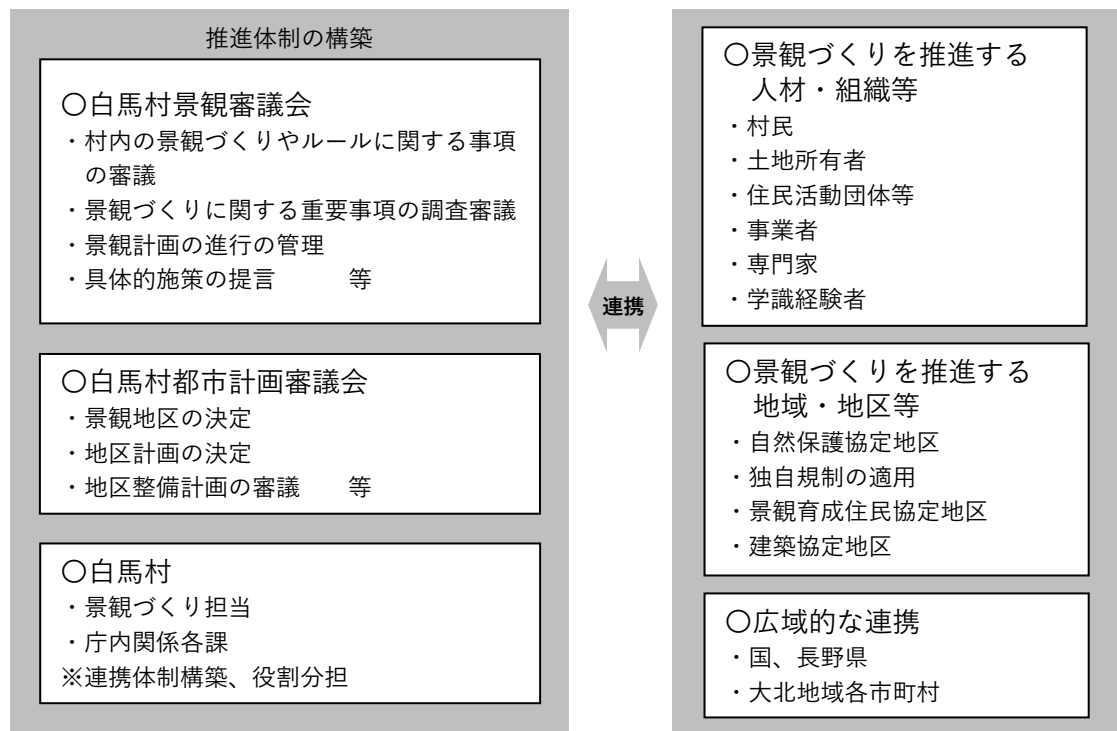 推進体制の構築
〇白馬村景観審議会
・村内の景観づくりやルールに関する事項
の審議
・景観づくりに関する重要事項の調査審議
・景観計画の進行の管理
・具体的施策の提言　　　等
〇白馬村都市計画審議会
・景観地区の決定
・地区計画の決定
・地区整備計画の審議　　等
〇白馬村
・景観づくり担当
・庁内関係各課
※連携体制構築、役割分担
連携
〇景観づくりを推進する
人材・組織等
・村民
・土地所有者
・住民活動団体等
・事業者
・専門家
・学識経験者
〇景観づくりを推進する
地域・地区等
・自然保護協定地区
・独自規制の適用
・景観育成住民協定地区
・建築協定地区
〇広域的な連携
・国、長野県
・大北地域各市町村